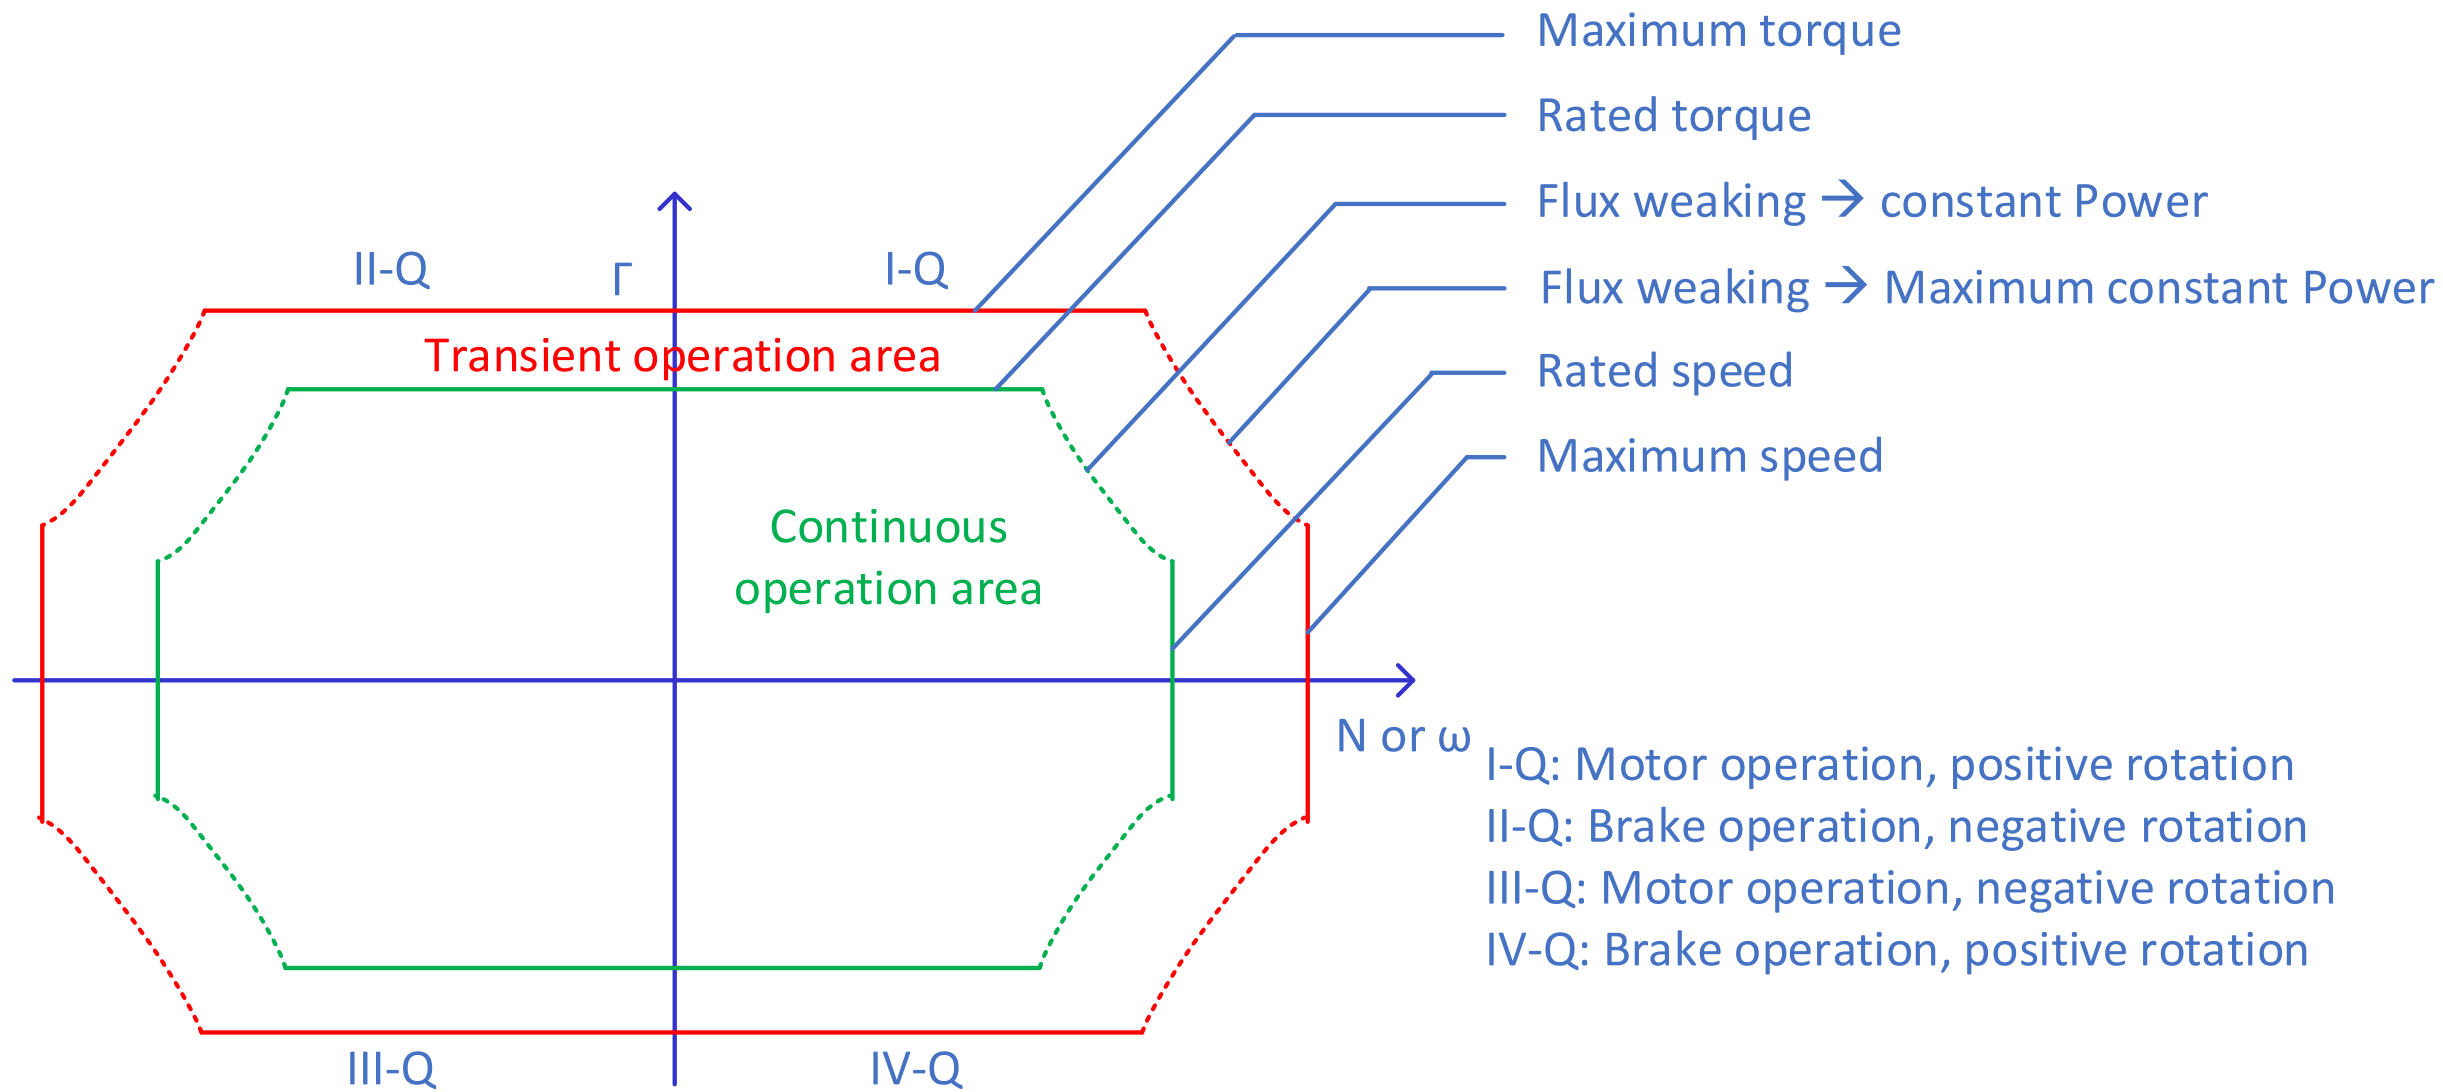 Maximum torque
Rated torque
Flux weaking → constant Power
Flux weaking → Maximum constant Power
Rated speed
Maximum speed
II-Q
Γ
I-Q
Transient operation area
Continuous
operation area
N or ω
I-Q: Motor operation, positive rotation
II-Q: Brake operation, negative rotation
III-Q: Motor operation, negative rotation
IV-Q: Brake operation, positive rotation
III-Q
IV-Q